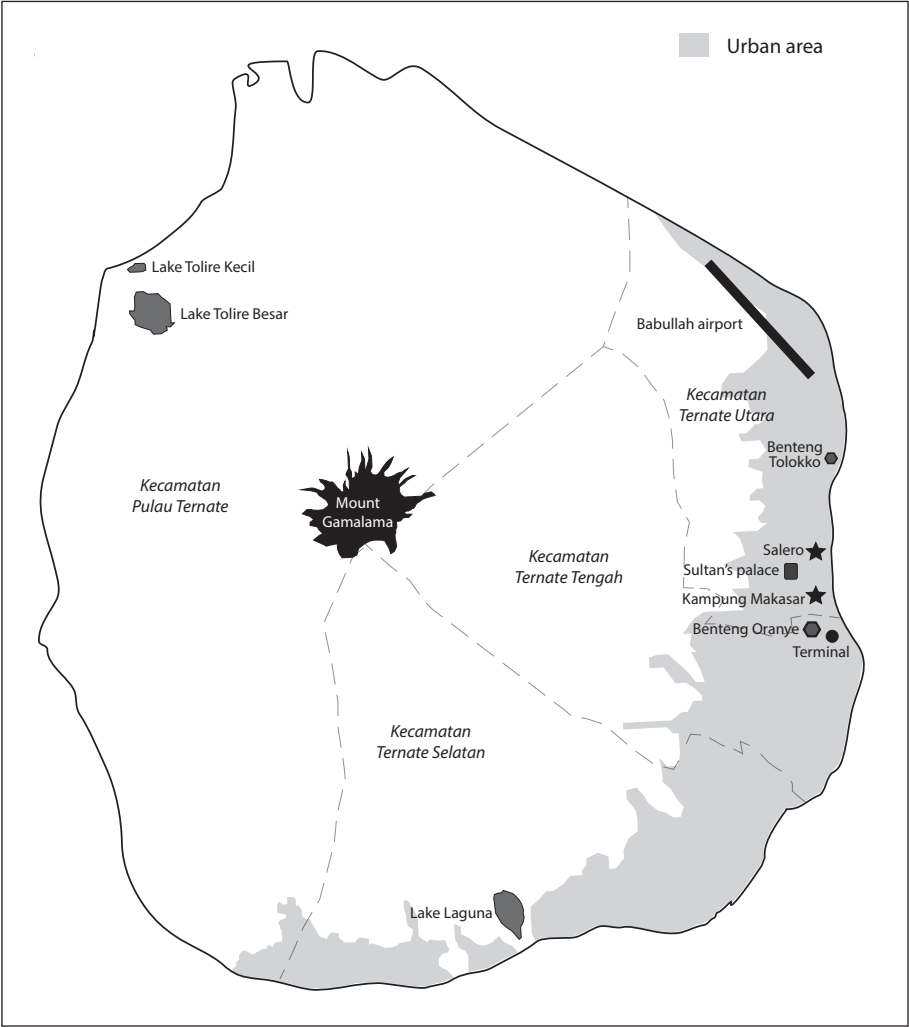 Urban area
Lake Tolire Kecil
Lake Tolire Besar
Babullah airport
Kecamatan
Ternate Utara
Benteng
Tolokko
Kecamatan
Pulau Ternate
Mount
Gamalama
Kecamatan
Ternate Tengah
Salero
Sultan's palace
Kampung Makasar
Benteng Oranye
Terminal
Kecamatan
Ternate Selatan
Lake Laguna